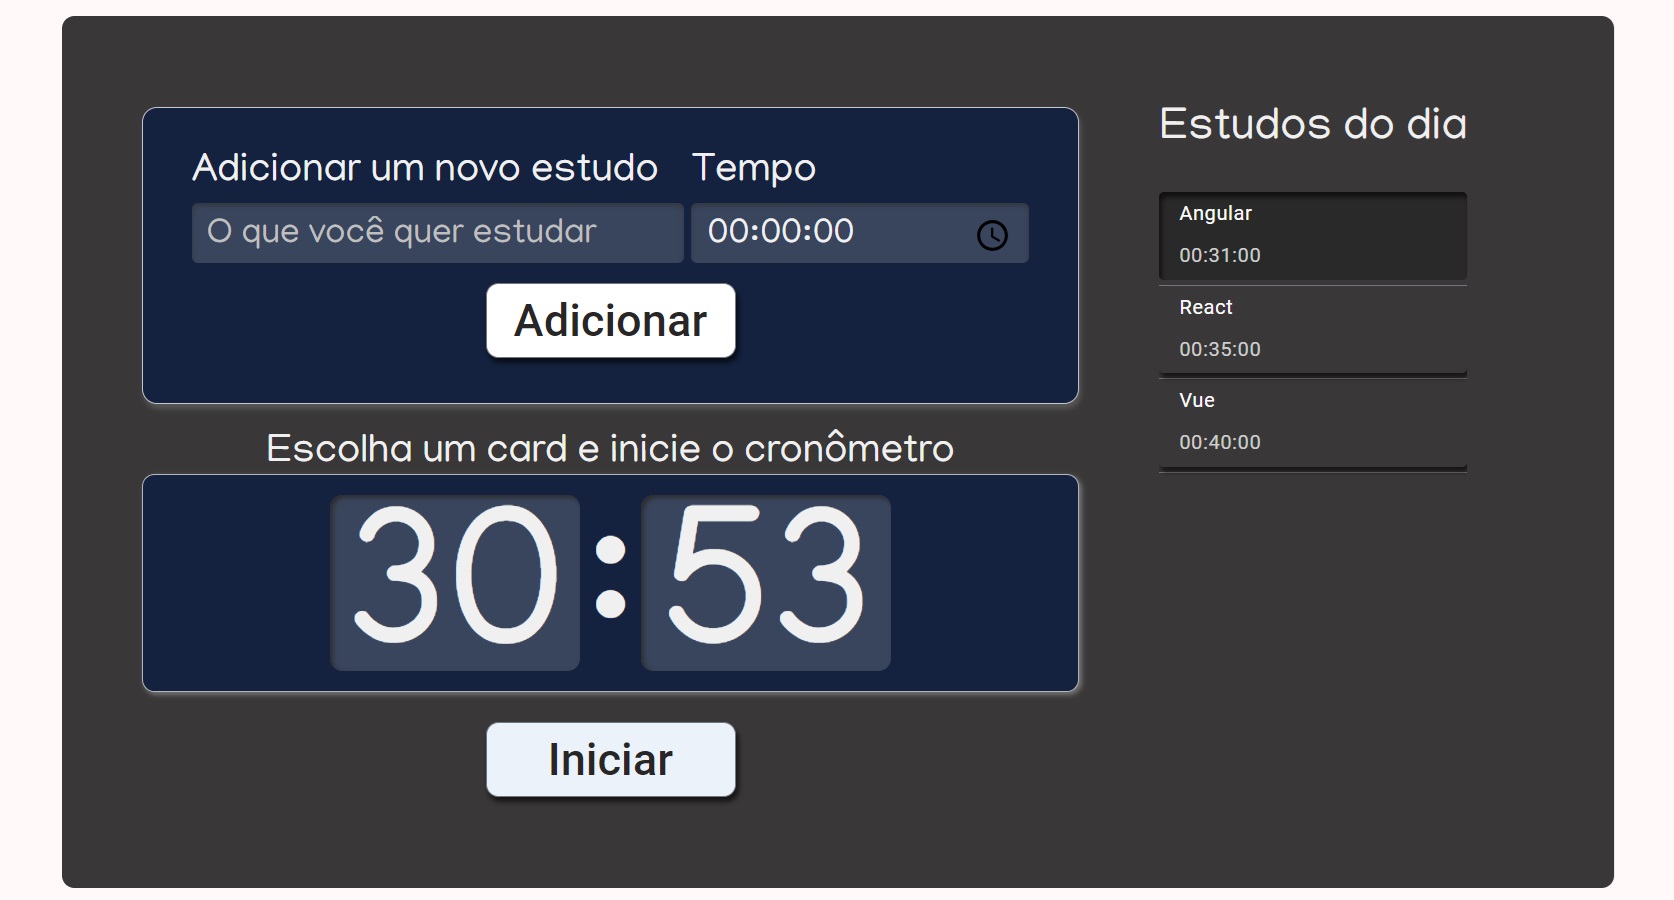 Adicionar um novo estudo Tempo
O que você quer estudar 00:00:00
Adicionar
Escolha um card e inicie o cronômetro
30:53
Iniciar
Estudos do dia
Angular
00:31:00
React
00:35:00
Vue
00:40:00